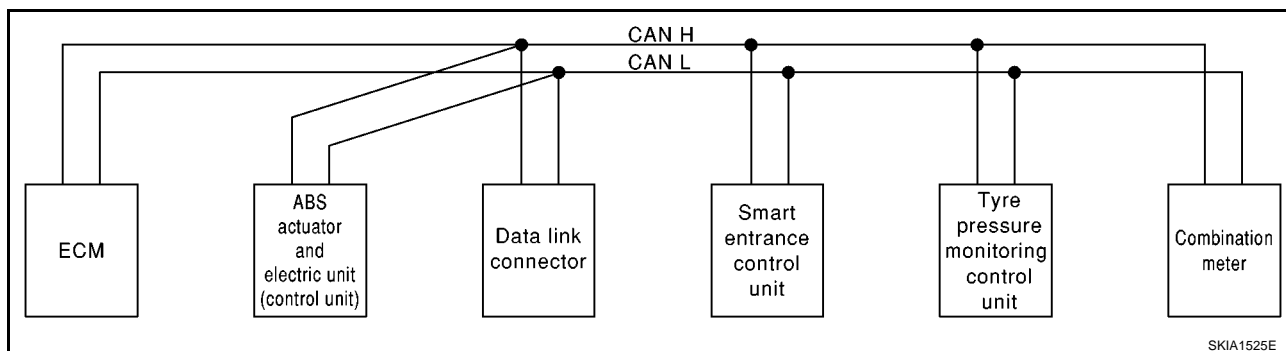 CAN H
CAN L
ECM
ABS
actuator
and
electric unit
(control unit)
Data link
connector
Smart
entrance
control
unit
Tyre
pressure
monitoring
control
unit
Combination
meter
SKIA1525E